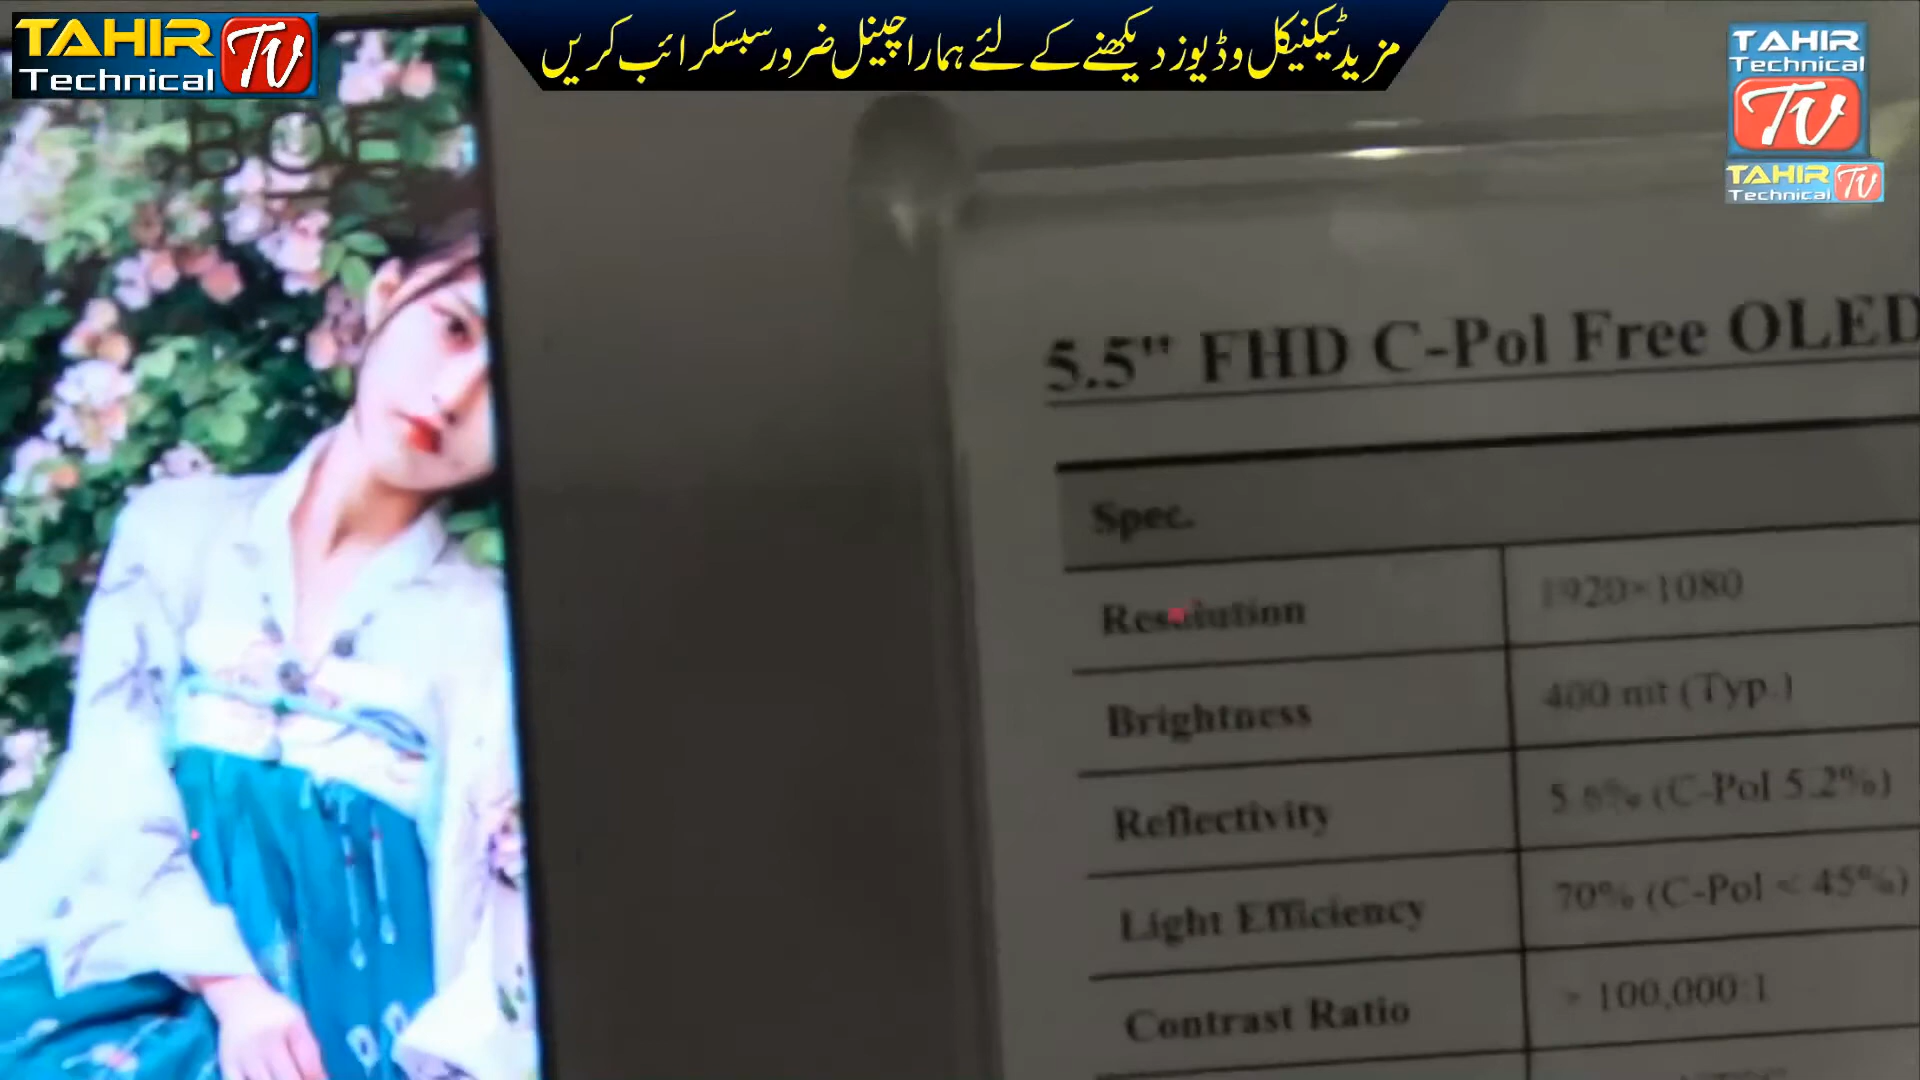 TAHIR
Technical TV
مزید ٹیکنیکل وڈیوز دیکھنے کے لئے ہمارا چینل ضرور سبسکرائب کریں
TAHIR
Technical
TV
TAHIR
Technical TV
BOE
5.5" FHD C-Pol Free OLED
Spec.
Resolution 1920×1080
Brightness 400 nit (Typ.)
Reflectivity 5.6% (C-Pol 5.2%)
Light Efficiency 70% (C-Pol < 45%)
Contrast Ratio > 100,000:1